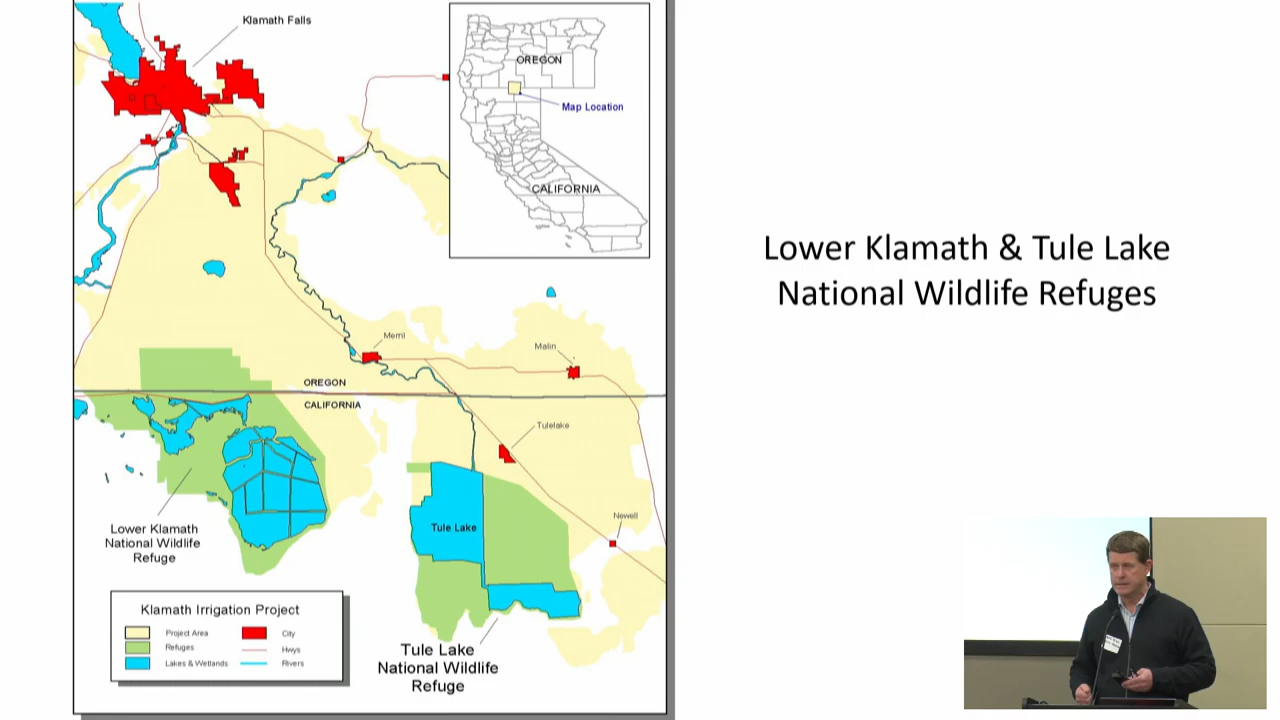 Klamath Falls
OREGON
Map Location
CALIFORNIA
Lower Klamath & Tule Lake
National Wildlife Refuges
Merril
Malin
OREGON
CALIFORNIA
Tulelake
Tule Lake
Newell
Lower Klamath
National Wildlife
Refuge
Klamath Irrigation Project
Project Area
City
Refuges
Hwys
Lakes & Wetlands
Rivers
Tule Lake
National Wildlife
Refuge